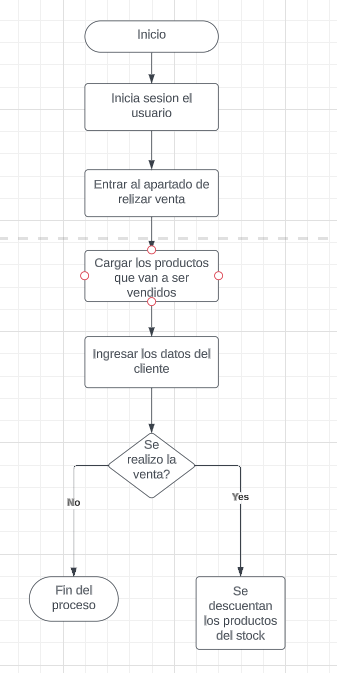 Inicio
Inicia sesion el
usuario
Entrar al apartado de
relizar venta
Cargar los productos
que van a ser
vendidos
Ingresar los datos del
cliente
Se
realizo la
venta?
No
Yes
Fin del
proceso
Se
descuentan
los productos
del stock